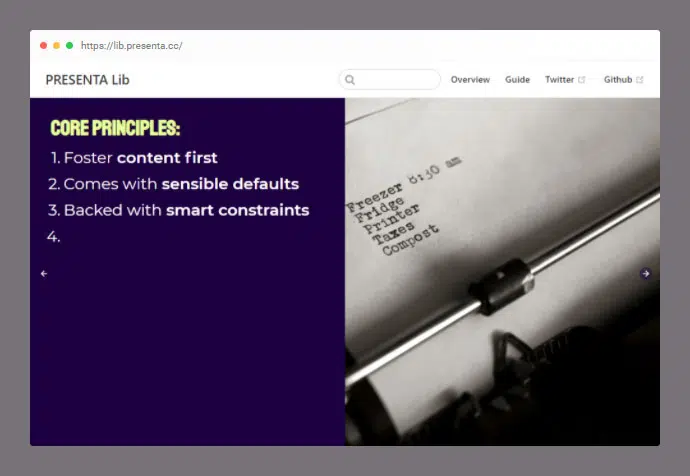 https://lib.presenta.cc/
PRESENTA Lib
Overview
Guide
Twitter
Github
CORE PRINCIPLES:
1. Foster content first
2. Comes with sensible defaults
3. Backed with smart constraints
4.
Freezer 8:30 am
Fridge
Printer
Taxes
Compost